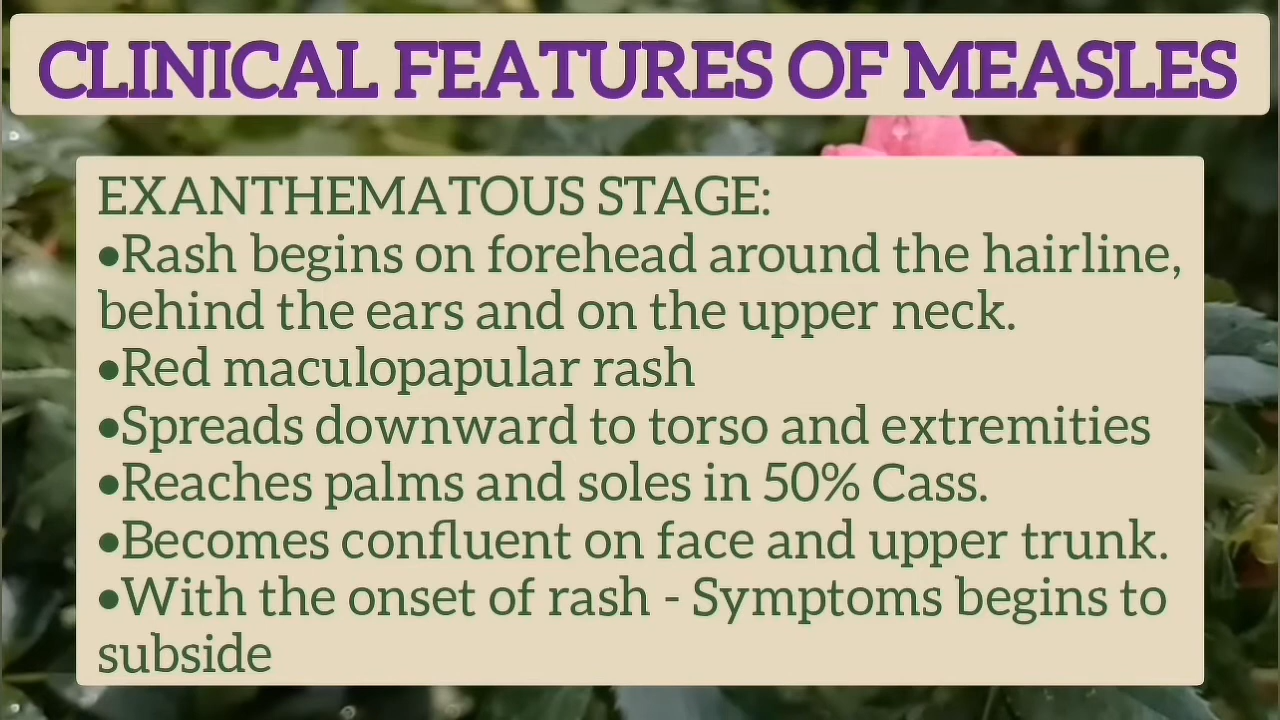 CLINICAL FEATURES OF MEASLES
EXANTHEMATOUS STAGE:
•Rash begins on forehead around the hairline,
behind the ears and on the upper neck.
•Red maculopapular rash
•Spreads downward to torso and extremities
•Reaches palms and soles in 50% Cass.
•Becomes confluent on face and upper trunk.
•With the onset of rash - Symptoms begins to
subside